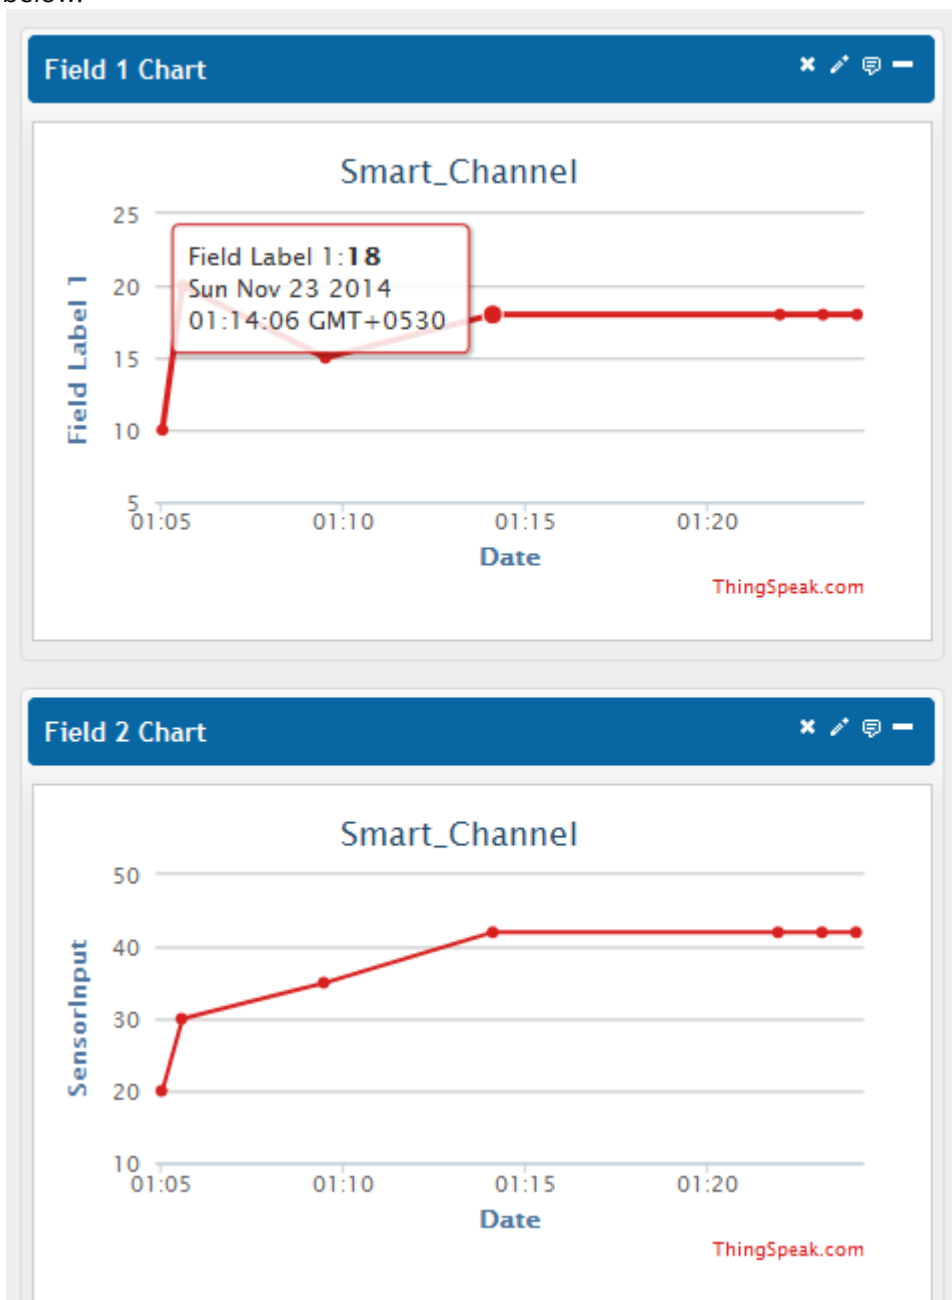 below.
Field 1 Chart
Smart_Channel
25
20
15
10
5
Field Label 1
Field Label 1:18
Sun Nov 23 2014
01:14:06 GMT+0530
01:05 01:10 01:15 01:20
Date
ThingSpeak.com
Field 2 Chart
Smart_Channel
50
40
30
20
10
SensorInput
01:05 01:10 01:15 01:20
Date
ThingSpeak.com